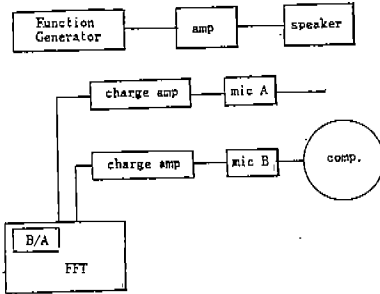 Function
Generator
amp
speaker
charge amp
mic A
charge amp
mic B
comp.
B/A
FFT